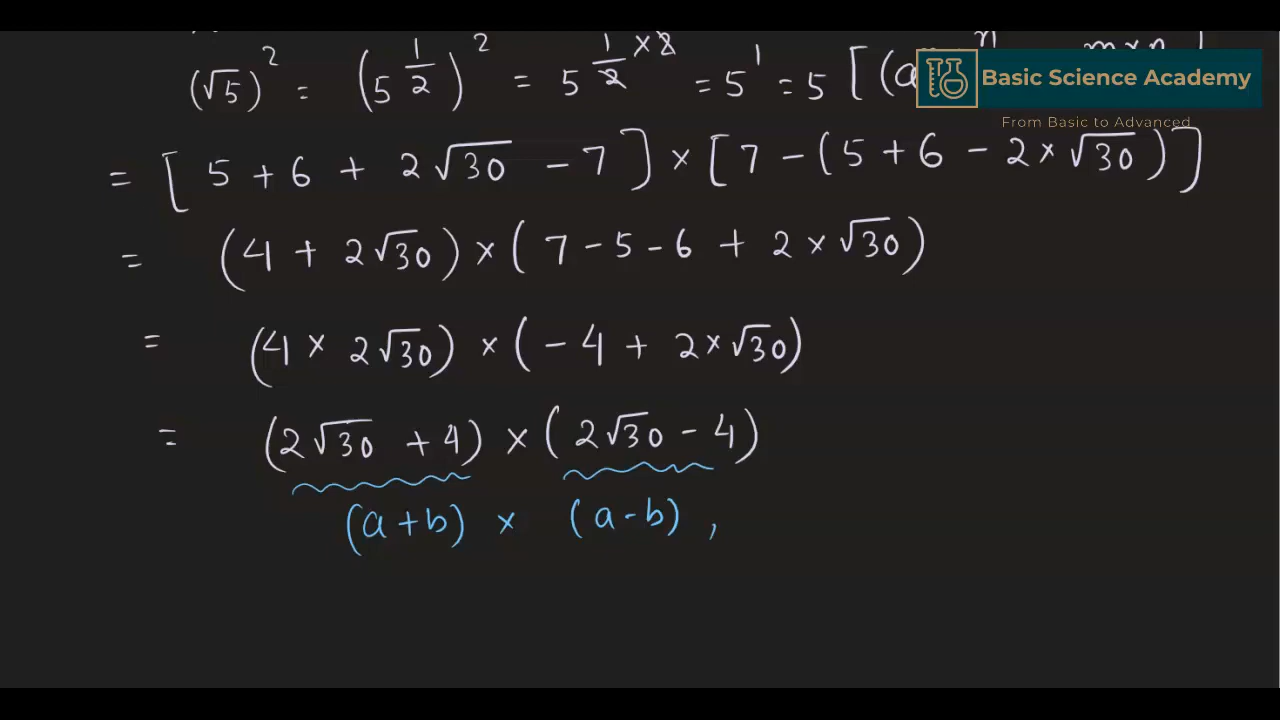 (√5)² = (5^(1/2))² = 5^(1/2 × 2) = 5¹ = 5 [(a
Basic Science Academy
From Basic to Advanced
= [5 + 6 + 2√30 − 7] × [7 − (5 + 6 − 2 × √30)]
= (4 + 2√30) × (7 − 5 − 6 + 2 × √30)
= (4 × 2√30) × (− 4 + 2 × √30)
= (2√30 + 4) × (2√30 − 4)
(a + b) × (a − b) ,